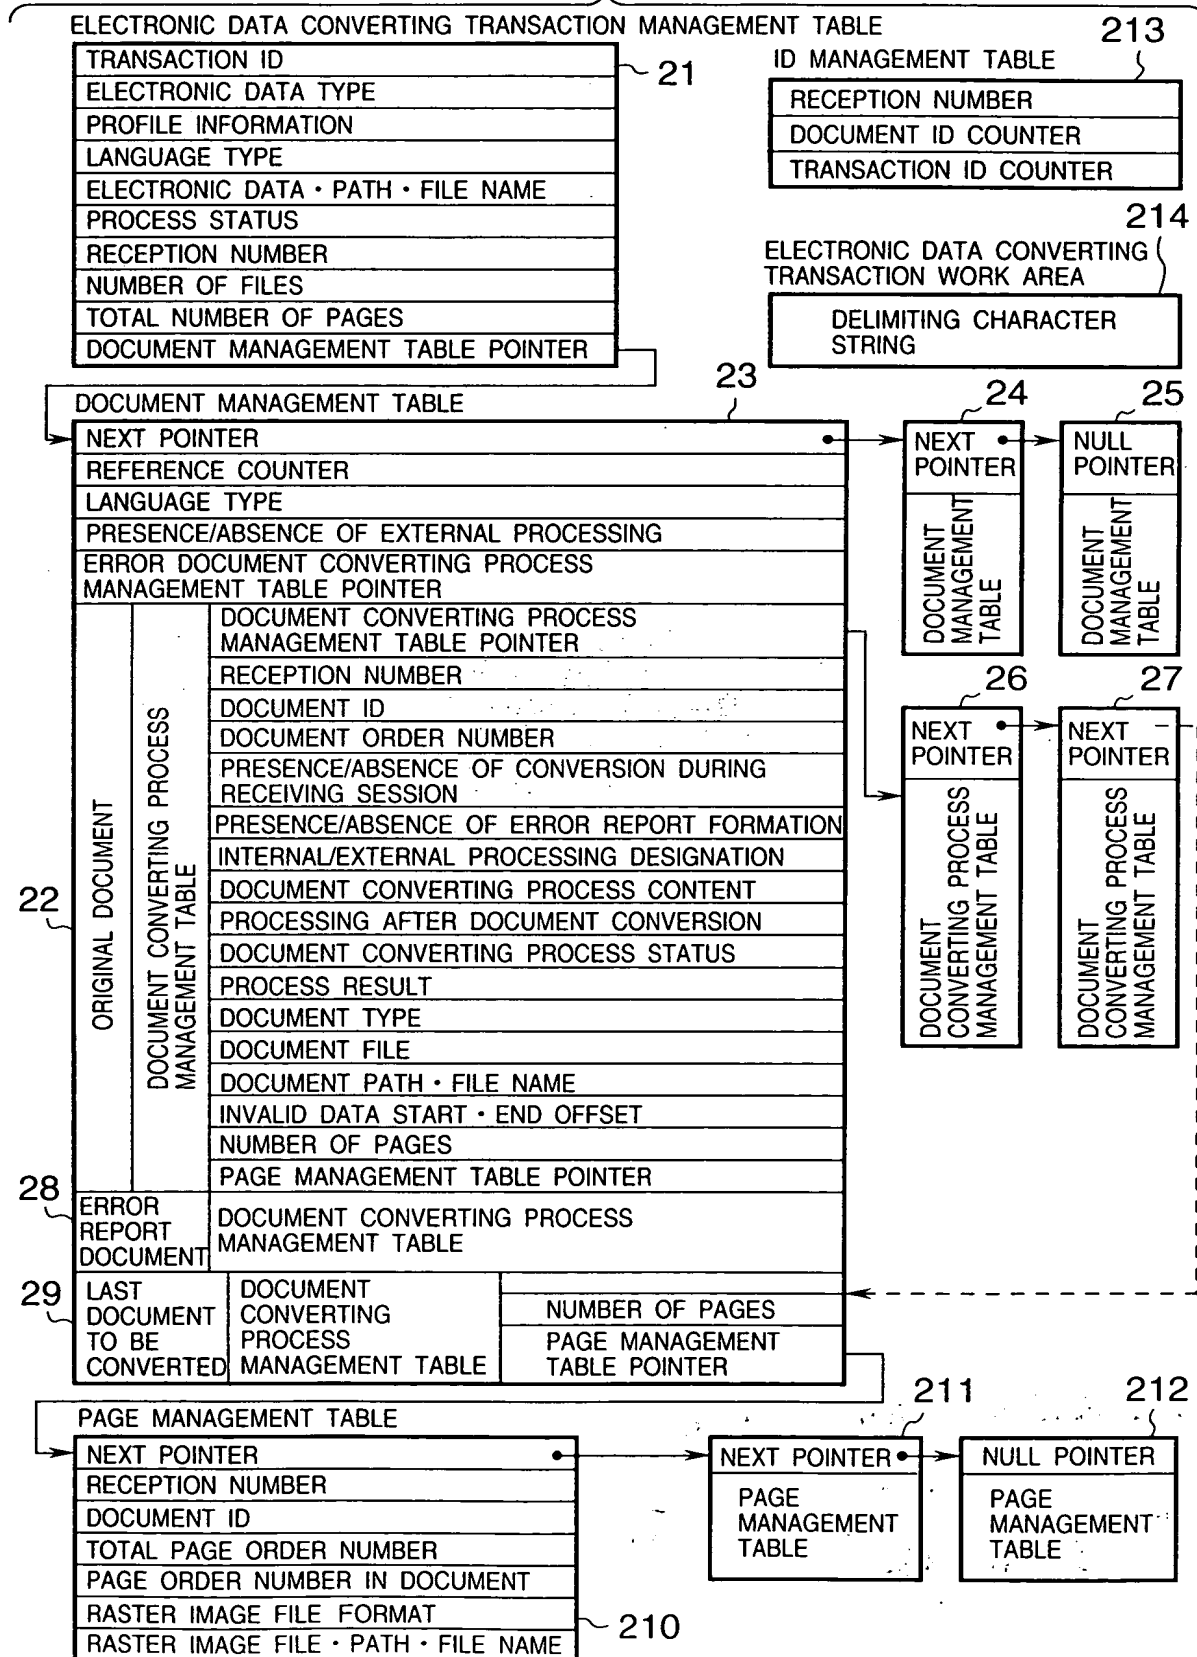 ELECTRONIC DATA CONVERTING TRANSACTION MANAGEMENT TABLE
TRANSACTION ID
ELECTRONIC DATA TYPE
PROFILE INFORMATION
LANGUAGE TYPE
ELECTRONIC DATA・PATH・FILE NAME
PROCESS STATUS
RECEPTION NUMBER
NUMBER OF FILES
TOTAL NUMBER OF PAGES
DOCUMENT MANAGEMENT TABLE POINTER
21
213
ID MANAGEMENT TABLE
RECEPTION NUMBER
DOCUMENT ID COUNTER
TRANSACTION ID COUNTER
214
ELECTRONIC DATA CONVERTING
TRANSACTION WORK AREA
DELIMITING CHARACTER
STRING
DOCUMENT MANAGEMENT TABLE
23
NEXT POINTER
REFERENCE COUNTER
LANGUAGE TYPE
PRESENCE/ABSENCE OF EXTERNAL PROCESSING
ERROR DOCUMENT CONVERTING PROCESS
MANAGEMENT TABLE POINTER
22
ORIGINAL DOCUMENT
DOCUMENT CONVERTING PROCESS
MANAGEMENT TABLE
DOCUMENT CONVERTING PROCESS
MANAGEMENT TABLE POINTER
RECEPTION NUMBER
DOCUMENT ID
DOCUMENT ORDER NUMBER
PRESENCE/ABSENCE OF CONVERSION DURING
RECEIVING SESSION
PRESENCE/ABSENCE OF ERROR REPORT FORMATION
INTERNAL/EXTERNAL PROCESSING DESIGNATION
DOCUMENT CONVERTING PROCESS CONTENT
PROCESSING AFTER DOCUMENT CONVERSION
DOCUMENT CONVERTING PROCESS STATUS
PROCESS RESULT
DOCUMENT TYPE
DOCUMENT FILE
DOCUMENT PATH・FILE NAME
INVALID DATA START・END OFFSET
NUMBER OF PAGES
PAGE MANAGEMENT TABLE POINTER
28
ERROR
REPORT
DOCUMENT
DOCUMENT CONVERTING PROCESS
MANAGEMENT TABLE
29
LAST
DOCUMENT
TO BE
CONVERTED
DOCUMENT
CONVERTING
PROCESS
MANAGEMENT TABLE
NUMBER OF PAGES
PAGE MANAGEMENT
TABLE POINTER
24
NEXT
POINTER
DOCUMENT
MANAGEMENT
TABLE
25
NULL
POINTER
DOCUMENT
MANAGEMENT
TABLE
26
NEXT
POINTER
DOCUMENT
CONVERTING PROCESS
MANAGEMENT TABLE
27
NEXT
POINTER
DOCUMENT
CONVERTING PROCESS
MANAGEMENT TABLE
PAGE MANAGEMENT TABLE
NEXT POINTER
RECEPTION NUMBER
DOCUMENT ID
TOTAL PAGE ORDER NUMBER
PAGE ORDER NUMBER IN DOCUMENT
RASTER IMAGE FILE FORMAT
RASTER IMAGE FILE・PATH・FILE NAME
210
211
NEXT POINTER
PAGE
MANAGEMENT
TABLE
212
NULL POINTER
PAGE
MANAGEMENT
TABLE